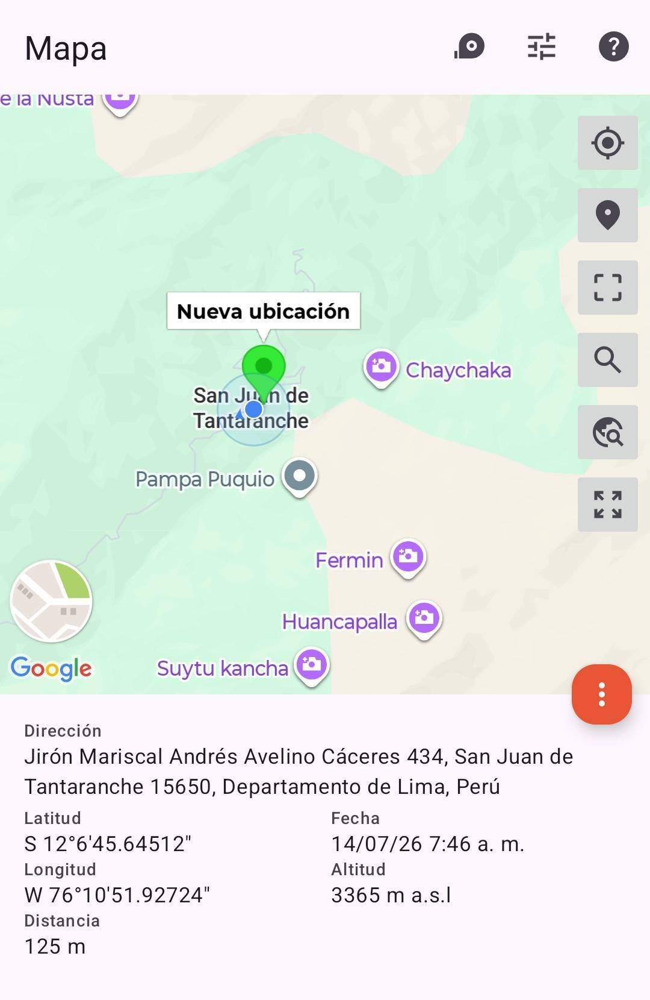 Mapa
e la Ñusta
Nueva ubicación
Chaychaka
San Juan de
Tantaranche
Pampa Puquio
Fermin
Huancapalla
Suytu kancha
Google
Dirección
Jirón Mariscal Andrés Avelino Cáceres 434, San Juan de
Tantaranche 15650, Departamento de Lima, Perú
Latitud
S 12°6'45.64512"
Fecha
14/07/26 7:46 a. m.
Longitud
W 76°10'51.92724"
Altitud
3365 m a.s.l
Distancia
125 m